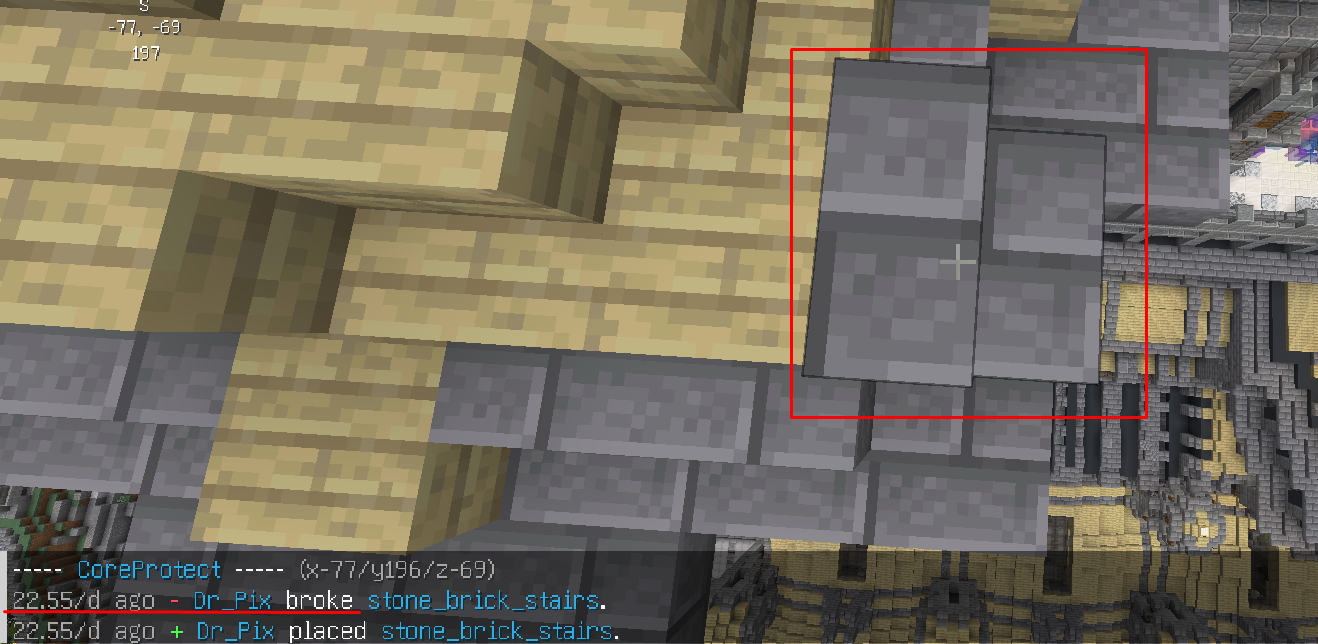 S
-77, -69
197
----- CoreProtect ----- (x-77/y196/z-69)
22.55/d ago - Dr_Pix broke stone_brick_stairs.
22.55/d ago + Dr_Pix placed stone_brick_stairs.